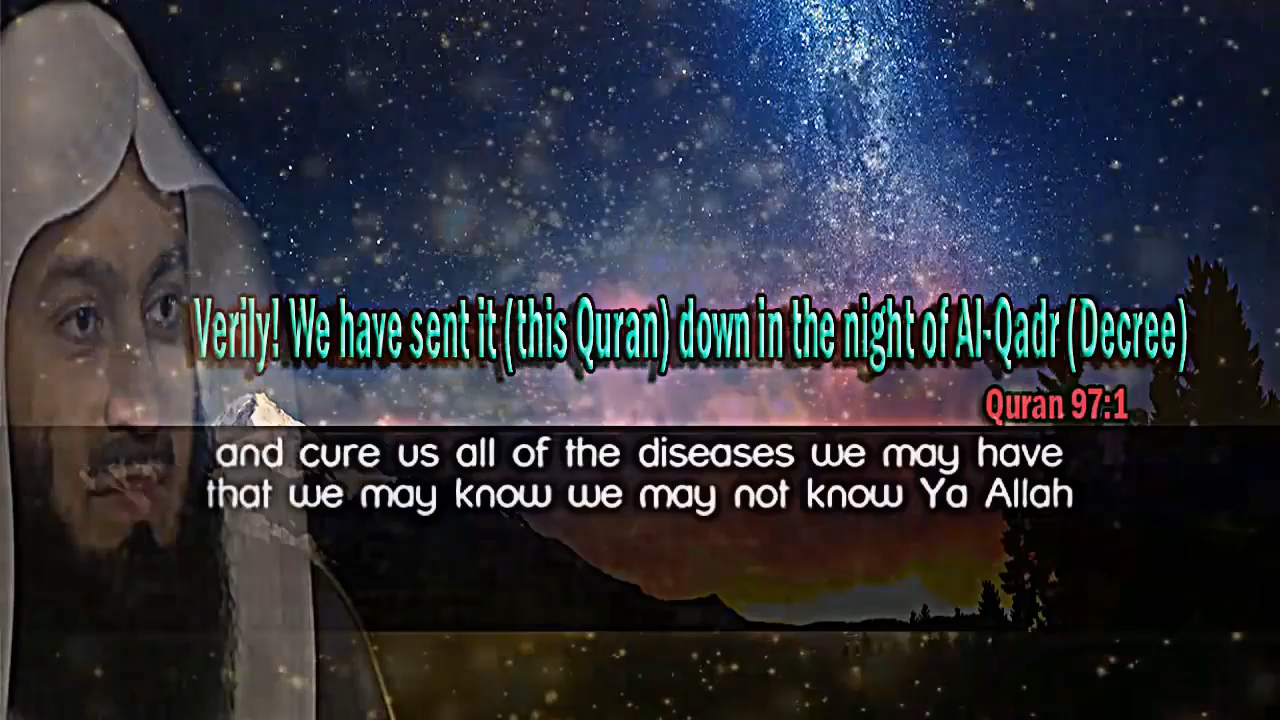 Verily! We have sent it (this Quran) down in the night of Al-Qadr (Decree)
Quran 97:1
and cure us all of the diseases we may have
that we may know we may not know Ya Allah